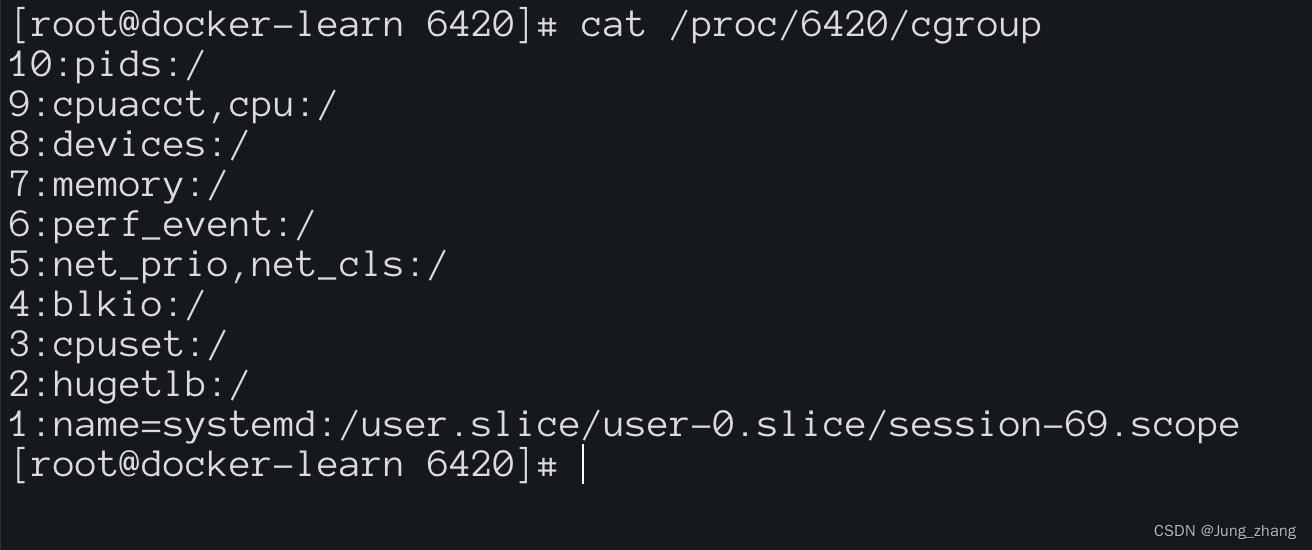 [root@docker-learn 6420]# cat /proc/6420/cgroup
10:pids:/
9:cpuacct,cpu:/
8:devices:/
7:memory:/
6:perf_event:/
5:net_prio,net_cls:/
4:blkio:/
3:cpuset:/
2:hugetlb:/
1:name=systemd:/user.slice/user-0.slice/session-69.scope
[root@docker-learn 6420]#
CSDN @Jung_zhang